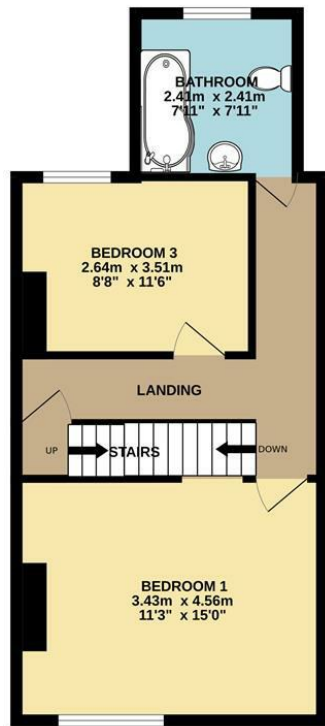 BATHROOM
2.41m x 2.41m
7'11" x 7'11"
BEDROOM 3
2.64m x 3.51m
8'8" x 11'6"
LANDING
UP
STAIRS
DOWN
BEDROOM 1
3.43m x 4.56m
11'3" x 15'0"